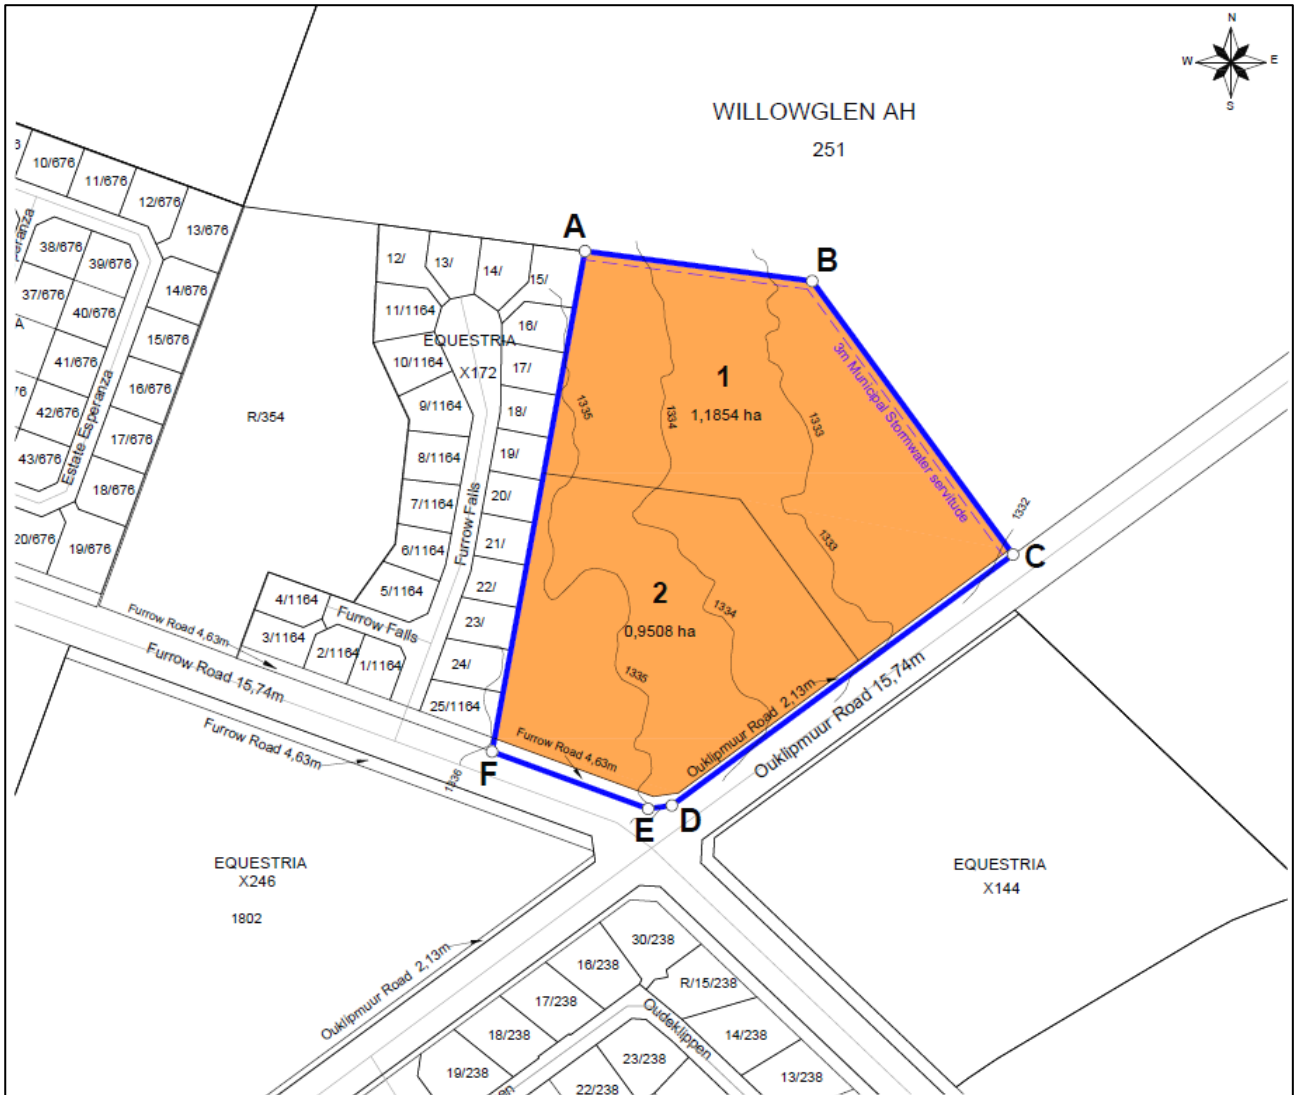 N
W
E
S
WILLOWGLEN AH
251
10/676
11/676
12/676
13/676
38/676
39/676
37/676
40/676
14/676
15/676
41/676
16/676
42/676
17/676
43/676
18/676
20/676
19/676
Estate Esperanza
R/354
12/
13/
14/
15/
11/1164
16/
EQUESTRIA
X172
10/1164
17/
9/1164
18/
8/1164
19/
7/1164
20/
6/1164
21/
5/1164
22/
4/1164
23/
3/1164
2/1164
1/1164
24/
25/1164
Furrow Falls
Furrow Falls
A
B
C
D
E
F
1
1,1854 ha
2
0,9508 ha
1335
1334
1333
1333
1334
1335
1332
1336
3m Municipal Stormwater servitude
Furrow Road 4,63m
Furrow Road 15,74m
Furrow Road 4,63m
Furrow Road 4,63m
Ouklipmuur Road 2,13m
Ouklipmuur Road 15,74m
EQUESTRIA
X246
1802
EQUESTRIA
X144
Ouklipmuur Road 2,13m
30/238
16/238
R/15/238
17/238
18/238
14/238
19/238
23/238
22/238
13/238
Oudeklippen